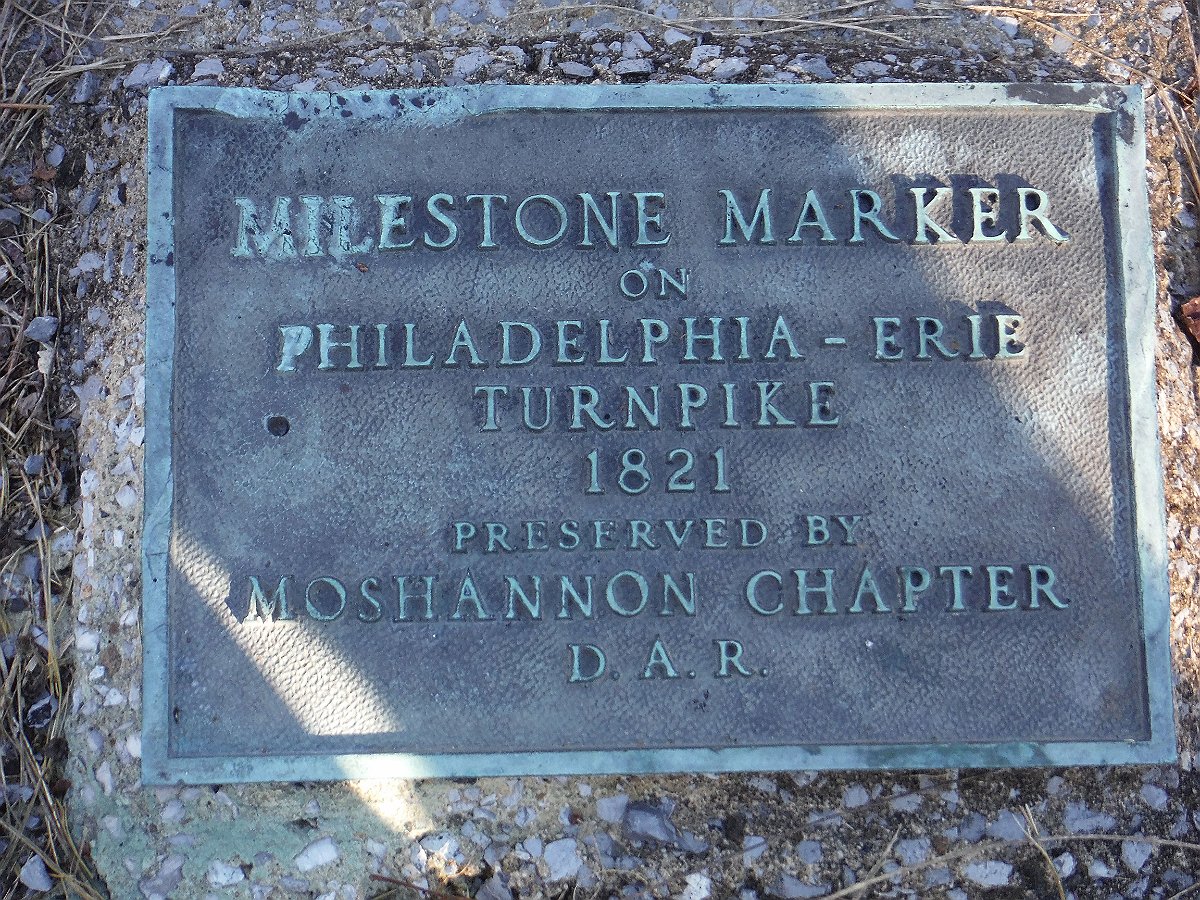 MILESTONE MARKER
ON
PHILADELPHIA - ERIE
TURNPIKE
1821
PRESERVED BY
MOSHANNON CHAPTER
D.A.R.